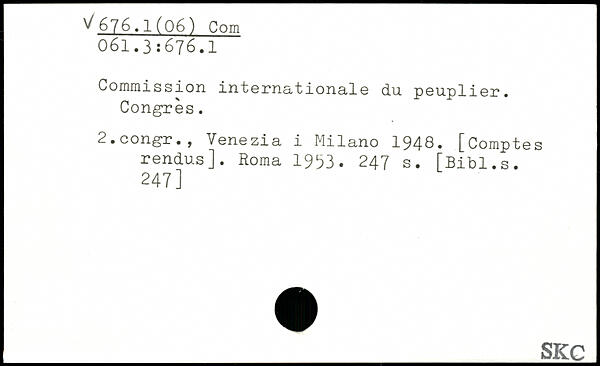 √ 676.1(06) Com
061.3:676.1
Commission internationale du peuplier.
Congrès.
2.congr., Venezia i Milano 1948. [Comptes
rendus]. Roma 1953. 247 s. [Bibl.s.
247]
SKC